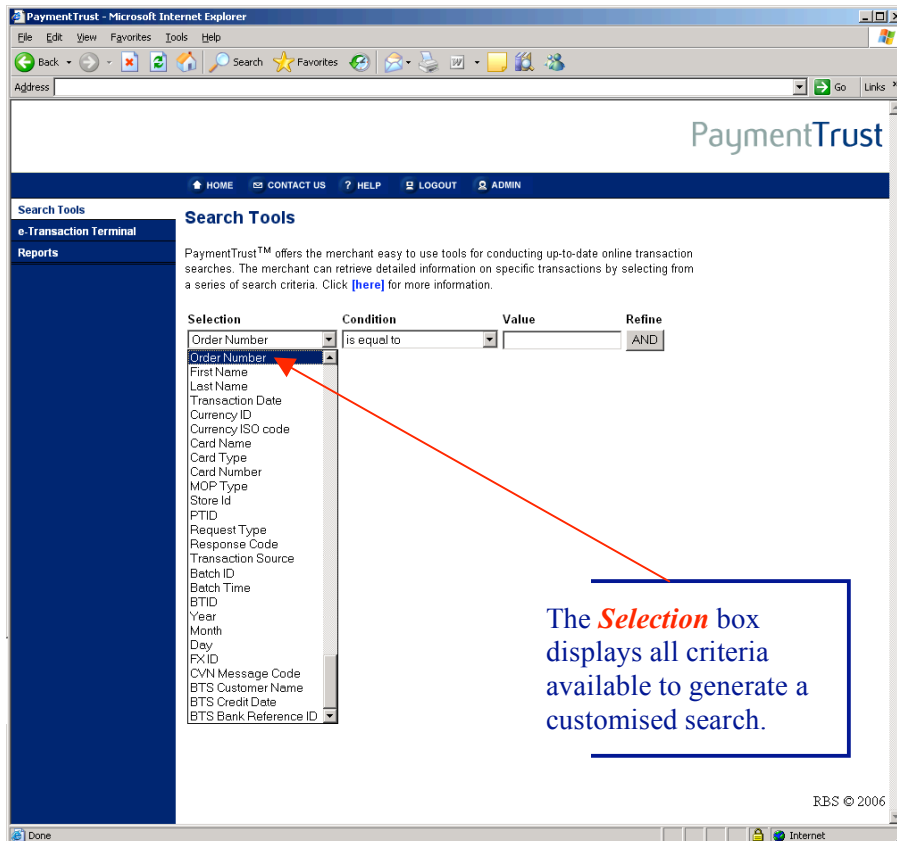 PaymentTrust - Microsoft Internet Explorer
File Edit View Favorites Tools Help
Back Search Favorites
Address Go Links »
PaymentTrust
HOME CONTACT US ? HELP LOGOUT ADMIN
Search Tools
e-Transaction Terminal
Reports
Search Tools
PaymentTrust™ offers the merchant easy to use tools for conducting up-to-date online transaction
searches. The merchant can retrieve detailed information on specific transactions by selecting from
a series of search criteria. Click [here] for more information.
Selection Condition Value Refine
Order Number is equal to AND
Order Number
First Name
Last Name
Transaction Date
Currency ID
Currency ISO code
Card Name
Card Type
Card Number
MOP Type
Store Id
PTID
Request Type
Response Code
Transaction Source
Batch ID
Batch Time
BTID
Year
Month
Day
FX ID
CVN Message Code
BTS Customer Name
BTS Credit Date
BTS Bank Reference ID
The Selection box
displays all criteria
available to generate a
customised search.
RBS © 2006
Done Internet